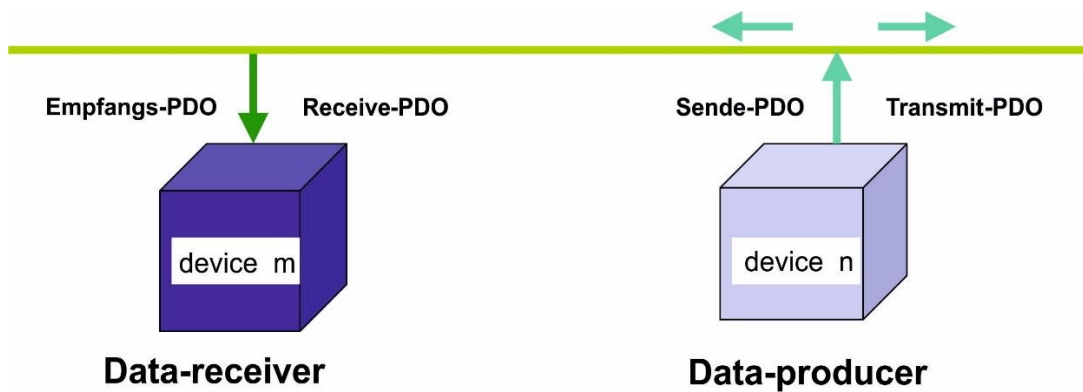 Empfangs-PDO Receive-PDO
Sende-PDO Transmit-PDO
device m
device n
Data-receiver
Data-producer